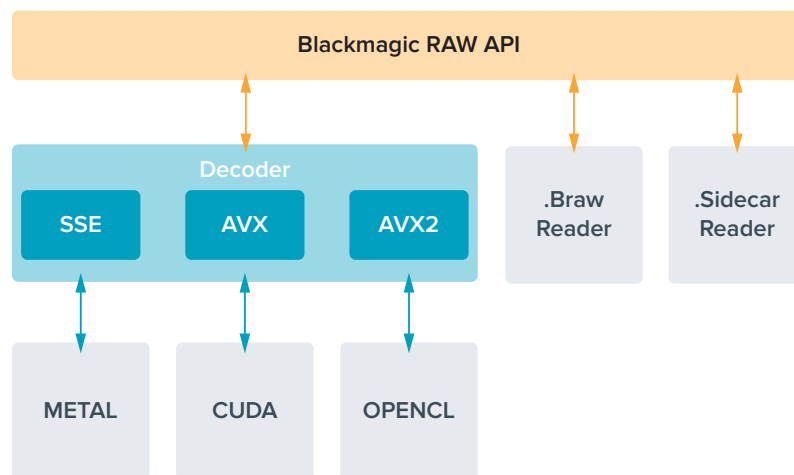 Blackmagic RAW API
Decoder
SSE
AVX
AVX2
.Braw
Reader
.Sidecar
Reader
METAL
CUDA
OPENCL